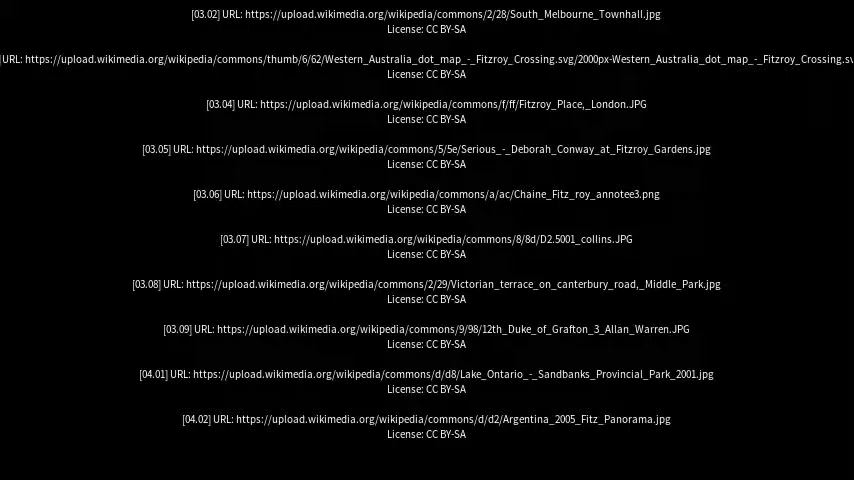 [03.02] URL: https://upload.wikimedia.org/wikipedia/commons/2/28/South_Melbourne_Townhall.jpg
License: CC BY-SA
URL: https://upload.wikimedia.org/wikipedia/commons/thumb/6/62/Western_Australia_dot_map_-_Fitzroy_Crossing.svg/2000px-Western_Australia_dot_map_-_Fitzroy_Crossing.sv
License: CC BY-SA
[03.04] URL: https://upload.wikimedia.org/wikipedia/commons/f/ff/Fitzroy_Place,_London.JPG
License: CC BY-SA
[03.05] URL: https://upload.wikimedia.org/wikipedia/commons/5/5e/Serious_-_Deborah_Conway_at_Fitzroy_Gardens.jpg
License: CC BY-SA
[03.06] URL: https://upload.wikimedia.org/wikipedia/commons/a/ac/Chaine_Fitz_roy_annotee3.png
License: CC BY-SA
[03.07] URL: https://upload.wikimedia.org/wikipedia/commons/8/8d/D2.5001_collins.JPG
License: CC BY-SA
[03.08] URL: https://upload.wikimedia.org/wikipedia/commons/2/29/Victorian_terrace_on_canterbury_road,_Middle_Park.jpg
License: CC BY-SA
[03.09] URL: https://upload.wikimedia.org/wikipedia/commons/9/98/12th_Duke_of_Grafton_3_Allan_Warren.JPG
License: CC BY-SA
[04.01] URL: https://upload.wikimedia.org/wikipedia/commons/d/d8/Lake_Ontario_-_Sandbanks_Provincial_Park_2001.jpg
License: CC BY-SA
[04.02] URL: https://upload.wikimedia.org/wikipedia/commons/d/d2/Argentina_2005_Fitz_Panorama.jpg
License: CC BY-SA